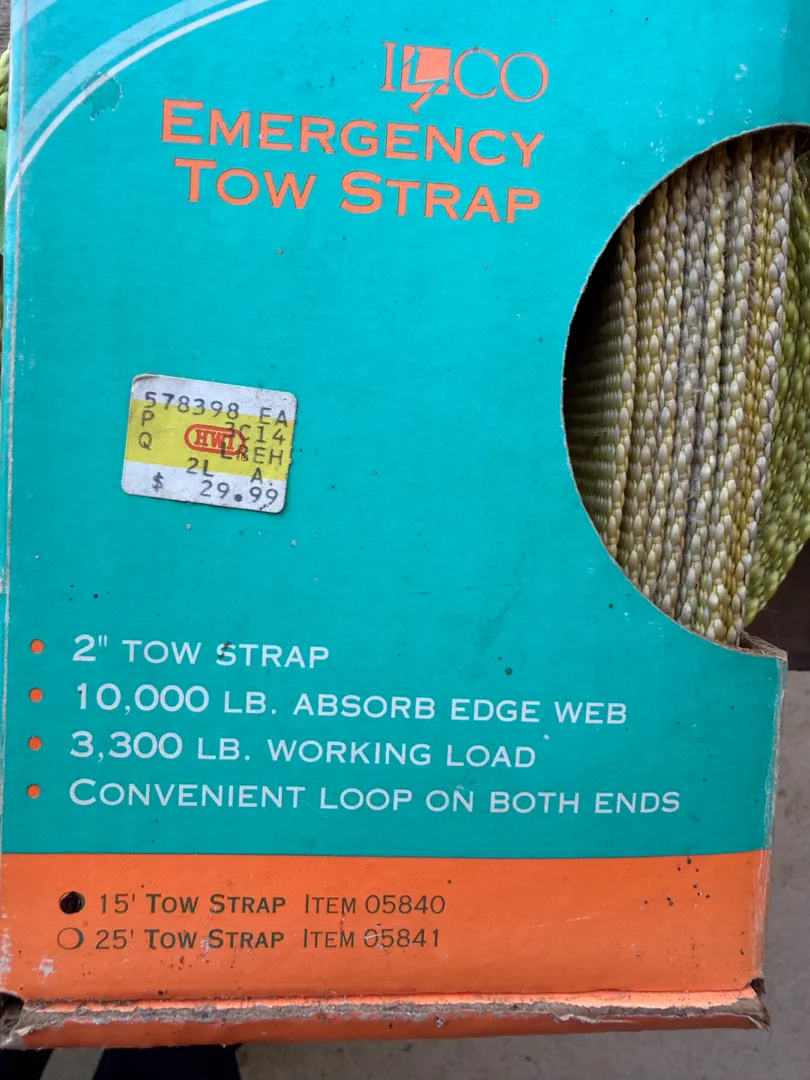 ILCO
EMERGENCY
TOW STRAP
578398 EA
P 3C14
Q HWI LREH
2L A.
$ 29.99
2" TOW STRAP
10,000 LB. ABSORB EDGE WEB
3,300 LB. WORKING LOAD
CONVENIENT LOOP ON BOTH ENDS
15' TOW STRAP ITEM 05840
25' TOW STRAP ITEM 05841